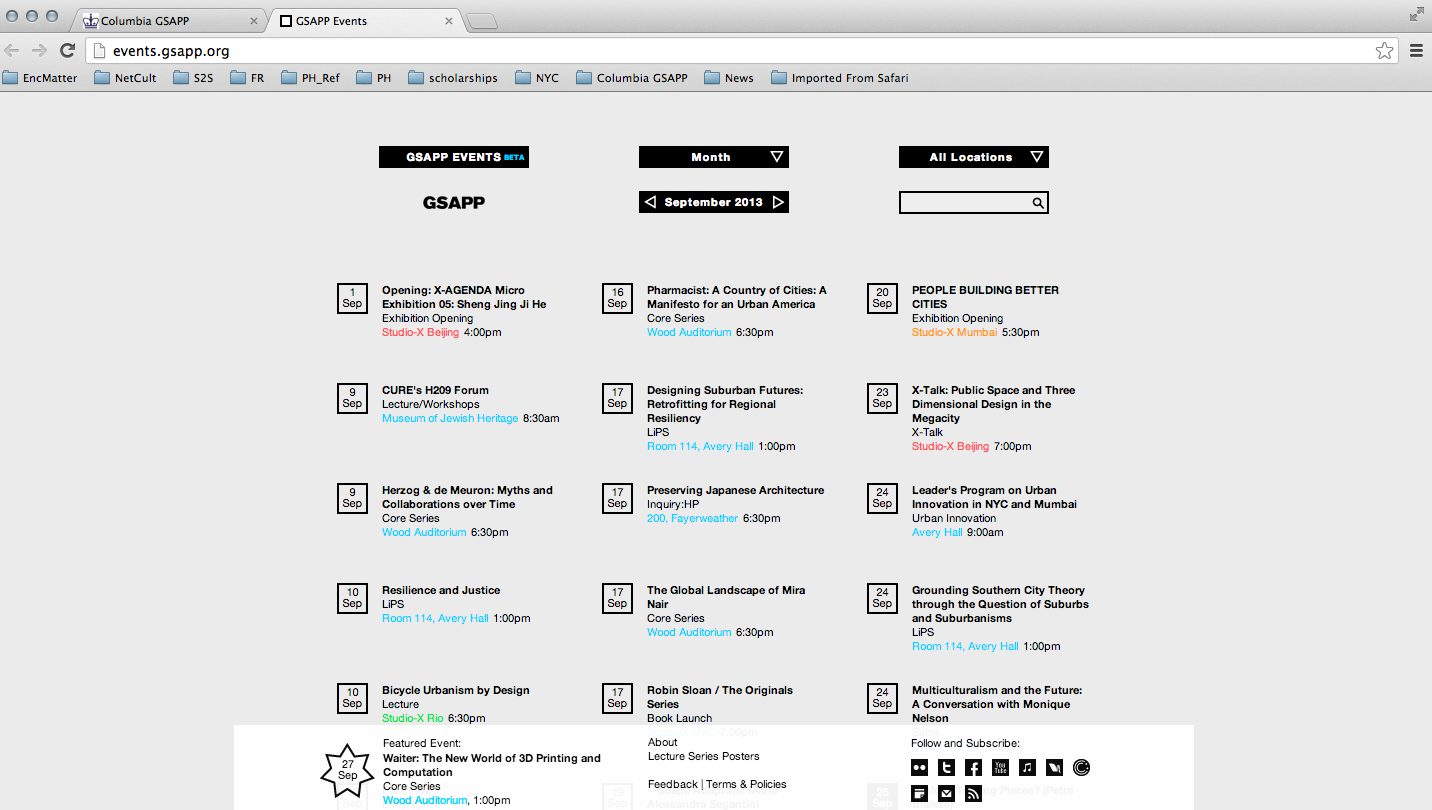 Columbia GSAPP
GSAPP Events
events.gsapp.org
EncMatter
NetCult
S2S
FR
PH_Ref
PH
scholarships
NYC
Columbia GSAPP
News
Imported From Safari
GSAPP EVENTS BETA
Month
All Locations
GSAPP
September 2013
1
Sep
Opening: X-AGENDA Micro
Exhibition 05: Sheng Jing Ji He
Exhibition Opening
Studio-X Beijing 4:00pm
9
Sep
CURE's H209 Forum
Lecture/Workshops
Museum of Jewish Heritage 8:30am
9
Sep
Herzog & de Meuron: Myths and
Collaborations over Time
Core Series
Wood Auditorium 6:30pm
10
Sep
Resilience and Justice
LiPS
Room 114, Avery Hall 1:00pm
10
Sep
Bicycle Urbanism by Design
Lecture
Studio-X Rio 6:30pm
16
Sep
Pharmacist: A Country of Cities: A
Manifesto for an Urban America
Core Series
Wood Auditorium 6:30pm
17
Sep
Designing Suburban Futures:
Retrofitting for Regional
Resiliency
LiPS
Room 114, Avery Hall 1:00pm
17
Sep
Preserving Japanese Architecture
Inquiry:HP
200, Fayerweather 6:30pm
17
Sep
The Global Landscape of Mira
Nair
Core Series
Wood Auditorium 6:30pm
17
Sep
Robin Sloan / The Originals
Series
Book Launch
7:00pm
20
Sep
PEOPLE BUILDING BETTER
CITIES
Exhibition Opening
Studio-X Mumbai 5:30pm
23
Sep
X-Talk: Public Space and Three
Dimensional Design in the
Megacity
X-Talk
Studio-X Beijing 7:00pm
24
Sep
Leader's Program on Urban
Innovation in NYC and Mumbai
Urban Innovation
Avery Hall 9:00am
24
Sep
Grounding Southern City Theory
through the Question of Suburbs
and Suburbanisms
LiPS
Room 114, Avery Hall 1:00pm
24
Sep
Multiculturalism and the Future:
A Conversation with Monique
Nelson
27
Sep
Featured Event:
Waiter: The New World of 3D Printing and
Computation
Core Series
Wood Auditorium, 1:00pm
About
Lecture Series Posters
Feedback | Terms & Policies
Follow and Subscribe:
You
Tube
19
Sep
Alessandra Segantini
25
Sep
Places? (Petra